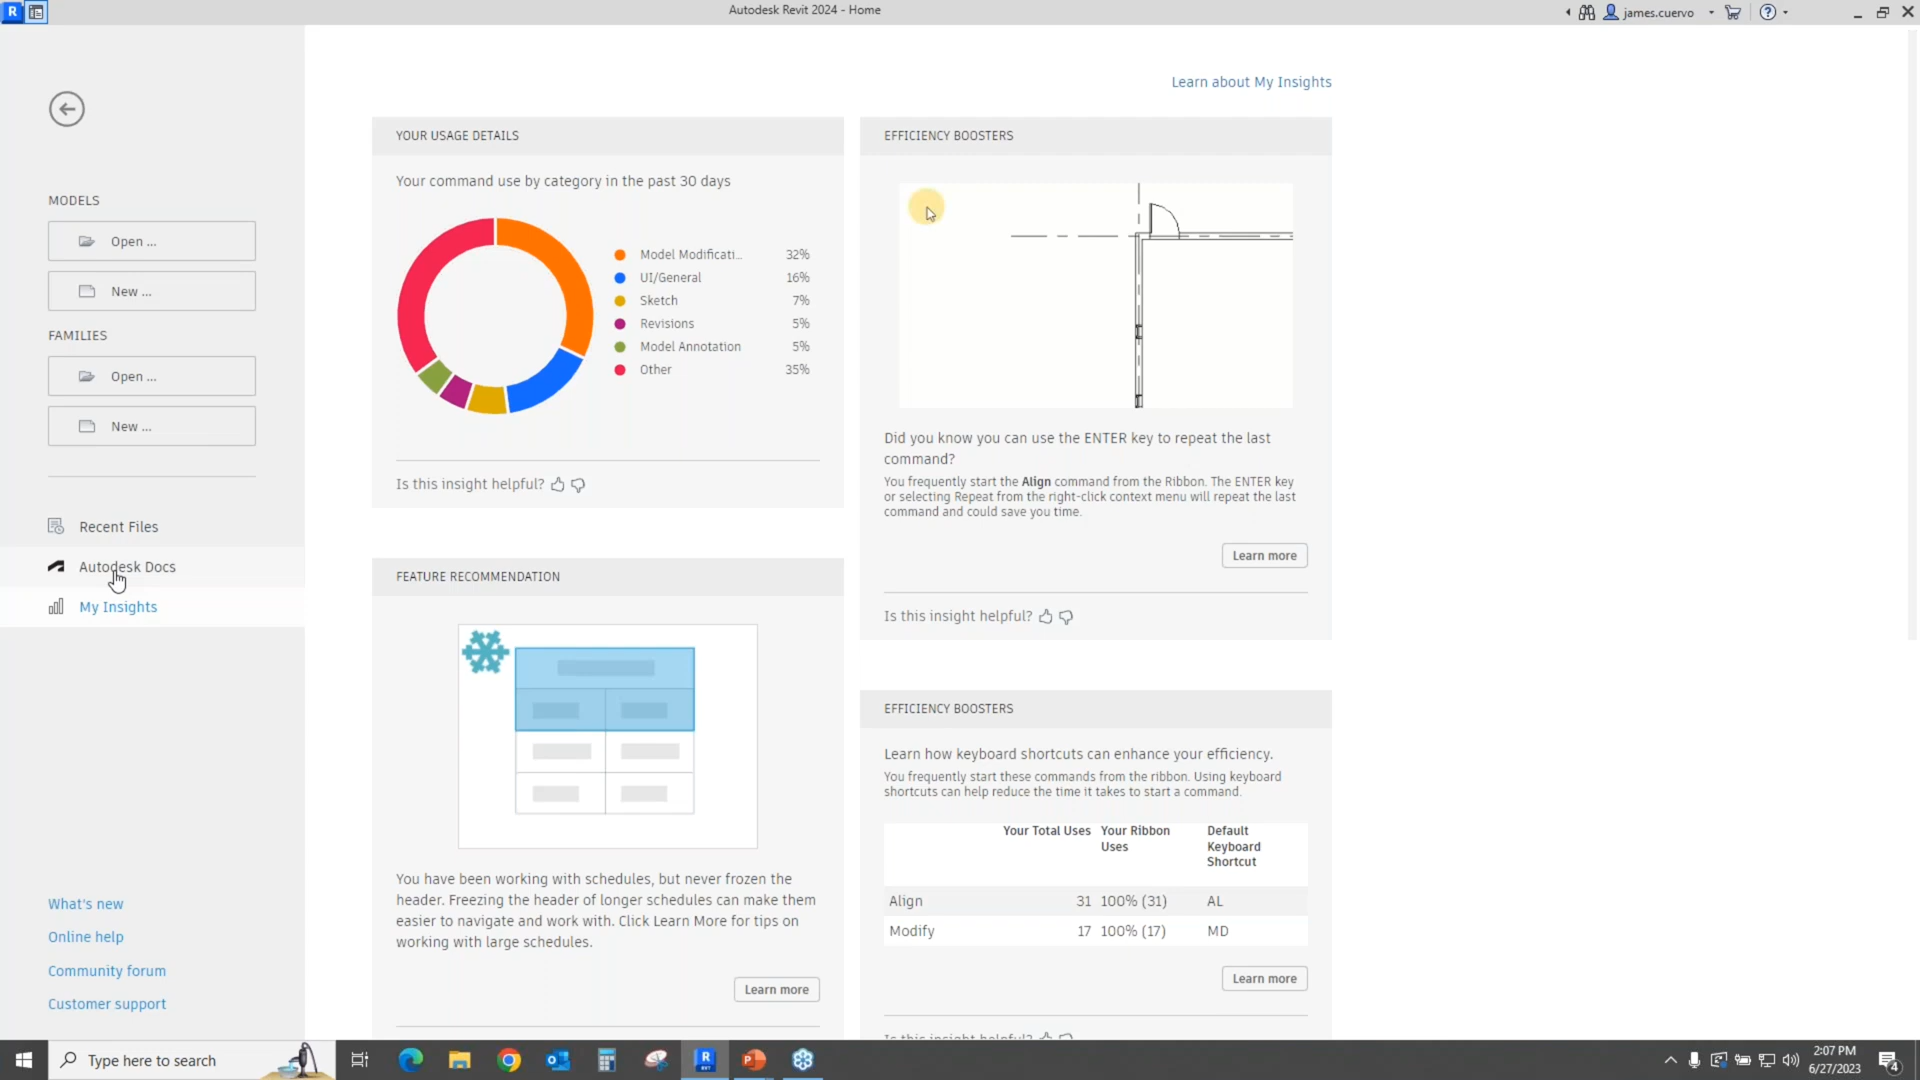 Autodesk Revit 2024 - Home
james.cuervo
Learn about My Insights
MODELS
Open ...
New ...
FAMILIES
Open ...
New ...
Recent Files
Autodesk Docs
My Insights
What's new
Online help
Community forum
Customer support
YOUR USAGE DETAILS
Your command use by category in the past 30 days
Model Modificati... 32%
UI/General 16%
Sketch 7%
Revisions 5%
Model Annotation 5%
Other 35%
Is this insight helpful?
FEATURE RECOMMENDATION
You have been working with schedules, but never frozen the
header. Freezing the header of longer schedules can make them
easier to navigate and work with. Click Learn More for tips on
working with large schedules.
Learn more
EFFICIENCY BOOSTERS
Did you know you can use the ENTER key to repeat the last
command?
You frequently start the Align command from the Ribbon. The ENTER key
or selecting Repeat from the right-click context menu will repeat the last
command and could save you time.
Learn more
Is this insight helpful?
EFFICIENCY BOOSTERS
Learn how keyboard shortcuts can enhance your efficiency.
You frequently start these commands from the ribbon. Using keyboard
shortcuts can help reduce the time it takes to start a command.
Your Total Uses Your Ribbon Uses Default Keyboard Shortcut
Align 31 100% (31) AL
Modify 17 100% (17) MD
Learn more
Is this insight helpful?
Type here to search
2:07 PM
6/27/2023
4